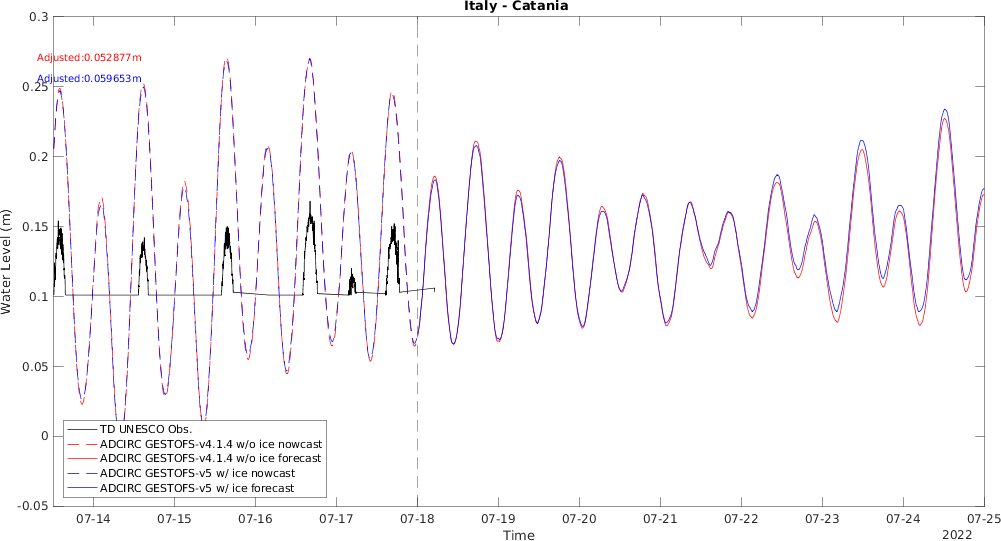 Italy - Catania
Adjusted:0.052877m
Adjusted:0.059653m
Water Level (m)
0.3
0.25
0.2
0.15
0.1
0.05
0
-0.05
TD UNESCO Obs.
ADCIRC GESTOFS-v4.1.4 w/o ice nowcast
ADCIRC GESTOFS-v4.1.4 w/o ice forecast
ADCIRC GESTOFS-v5 w/ ice nowcast
ADCIRC GESTOFS-v5 w/ ice forecast
07-14 07-15 07-16 07-17 07-18 07-19 07-20 07-21 07-22 07-23 07-24 07-25
Time
2022